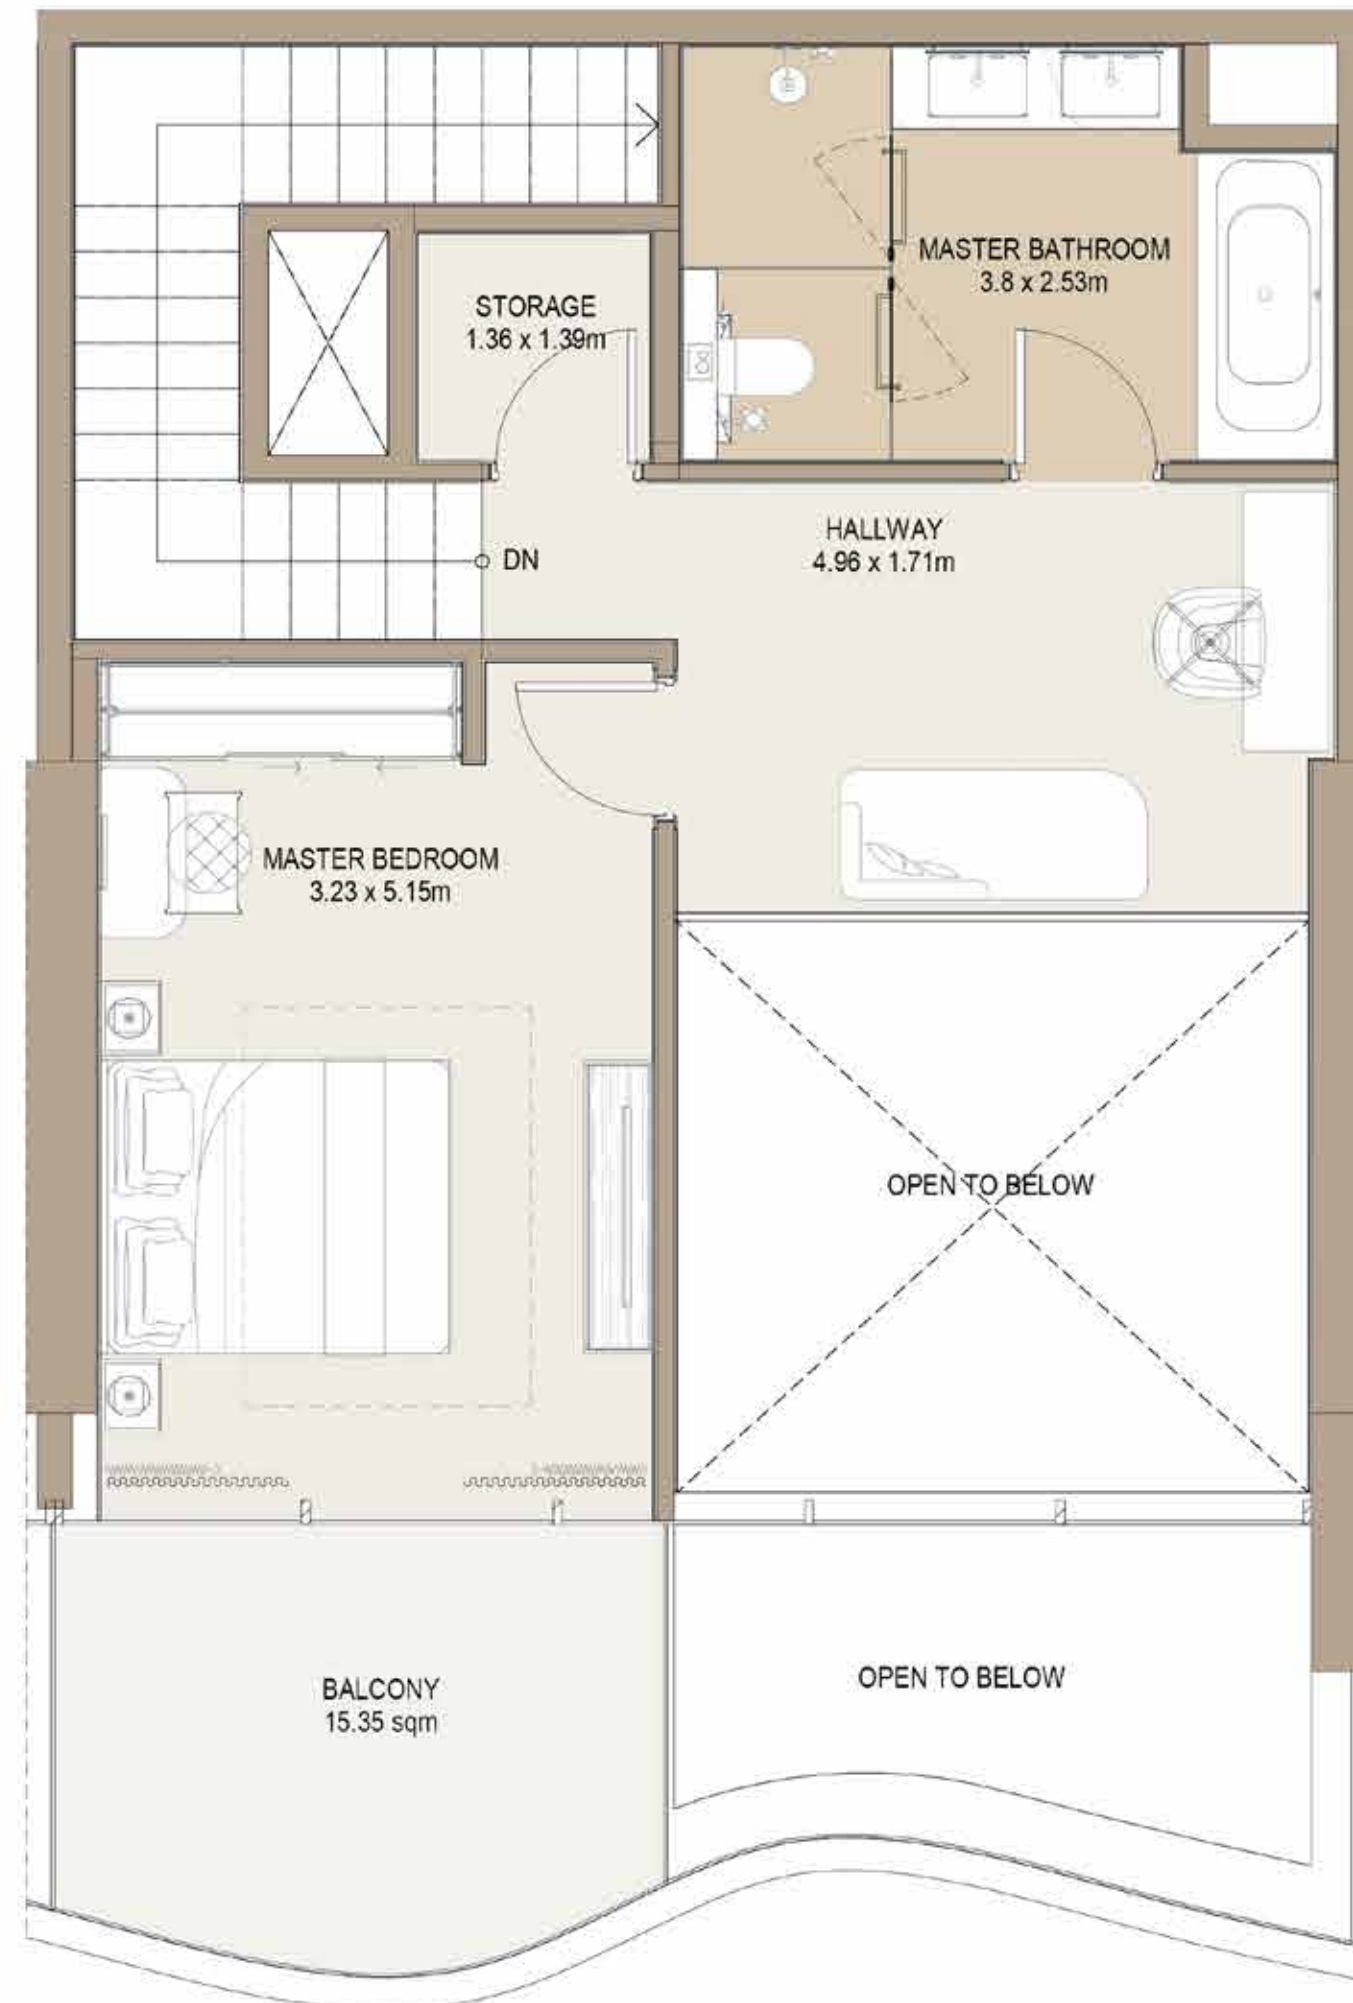 MASTER BATHROOM
3.8 x 2.53m
STORAGE
1.36 x 1.39m
HALLWAY
4.96 x 1.71m
DN
MASTER BEDROOM
3.23 x 5.15m
OPEN TO BELOW
BALCONY
15.35 sqm
OPEN TO BELOW